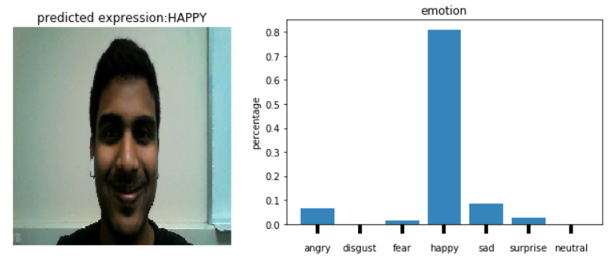 predicted expression:HAPPY
emotion
percentage
0.8
0.7
0.6
0.5
0.4
0.3
0.2
0.1
0.0
angry disgust fear happy sad surprise neutral